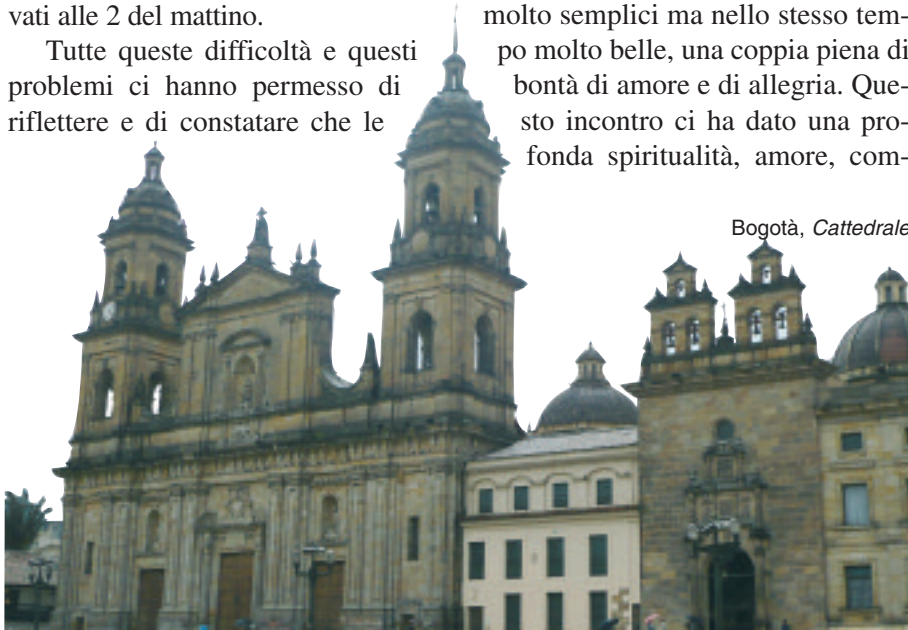 vati alle 2 del mattino.
Tutte queste difficoltà e questi
problemi ci hanno permesso di
riflettere e di constatare che le
molto semplici ma nello stesso tem-
po molto belle, una coppia piena di
bontà di amore e di allegria. Que-
sto incontro ci ha dato una pro-
fonda spiritualità, amore, com-
Bogotà, Cattedrale